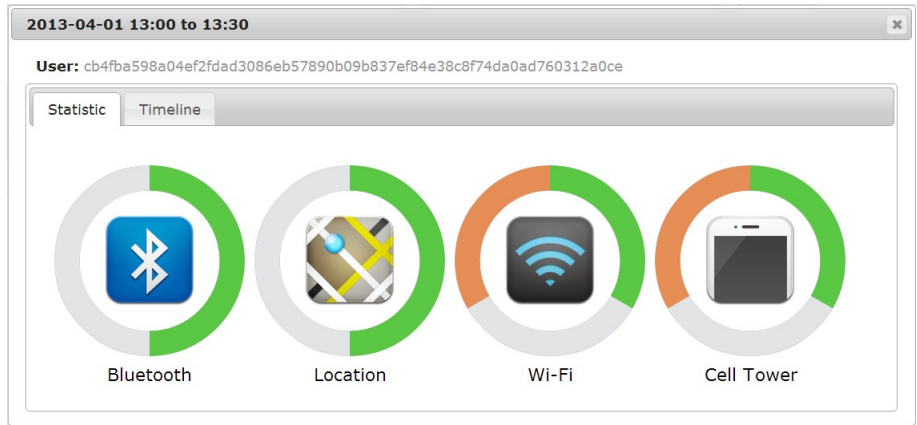 2013-04-01 13:00 to 13:30
User: cb4fba598a04ef2fdad3086eb57890b09b837ef84e38c8f74da0ad760312a0ce
Statistic Timeline
Bluetooth Location Wi-Fi Cell Tower